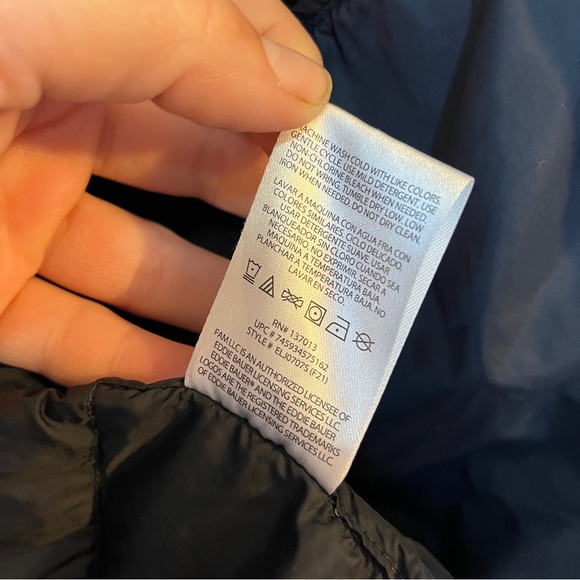 MACHINE WASH COLD WITH LIKE COLORS.
GENTLE CYCLE. USE MILD DETERGENT. USE
NON-CHLORINE BLEACH WHEN NEEDED.
DO NOT WRING. TUMBLE DRY LOW. LOW
IRON WHEN NEEDED. DO NOT DRY CLEAN.
LAVAR A MAQUINA CON AGUA FRIA CON
COLORES SIMILARES. CICLO DELICADO.
USAR DETERGENTE SUAVE. USAR
BLANQUEADOR SIN CLORO CUANDO SEA
NECESARIO NO EXPRIMIR. SECAR A
MAQUINA A TEMPERATURA BAJA.
PLANCHAR A TEMPERATURA BAJA. NO
LAVAR EN SECO.
RN# 137013
UPC # 745934575162
STYLE # ELJ07075 (F21)
FAM LLC IS AN AUTHORIZED LICENSEE OF
EDDIE BAUER LICENSING SERVICES LLC.
EDDIE BAUER® AND THE EDDIE BAUER
LOGOS ARE THE REGISTERED TRADEMARKS
OF EDDIE BAUER LICENSING SERVICES LLC.